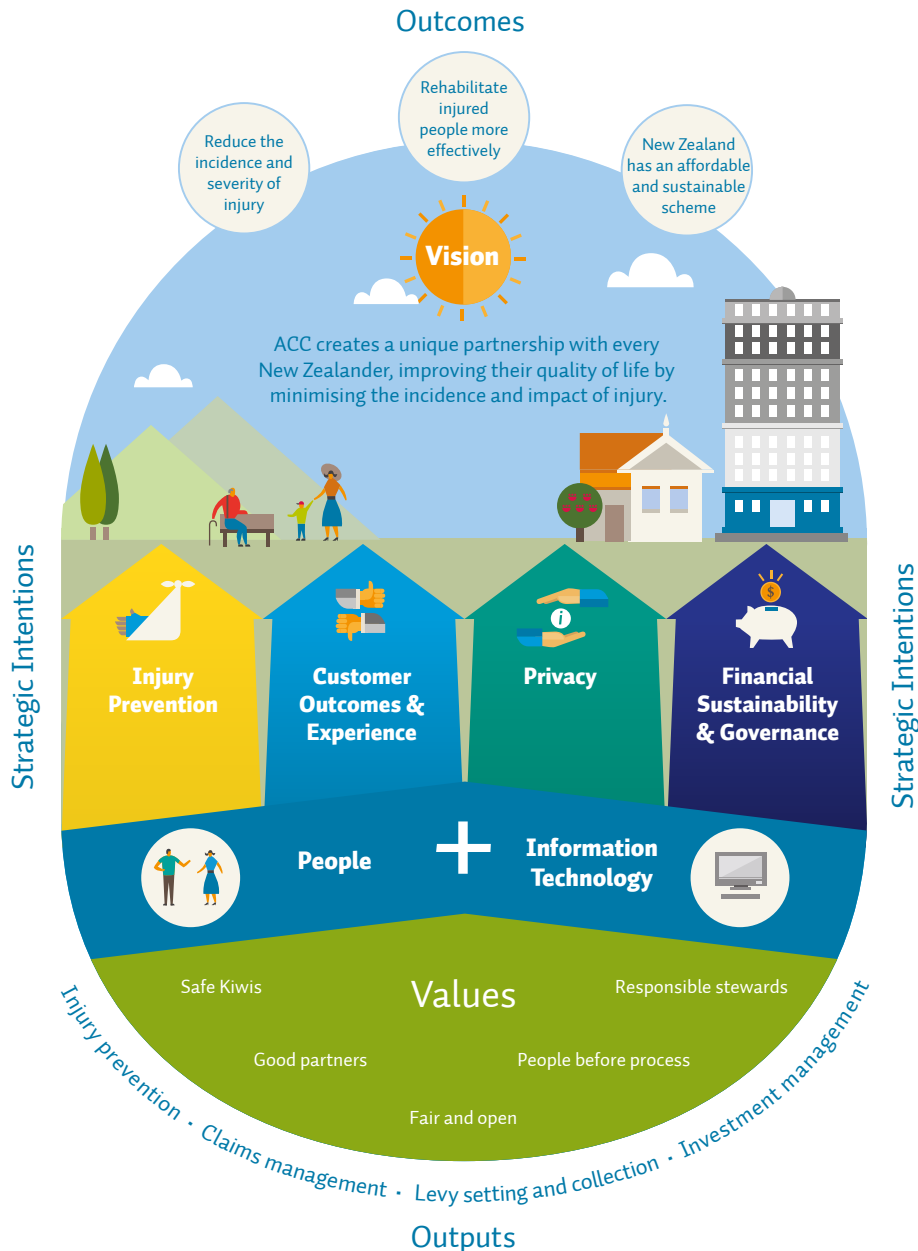 Outcomes
Reduce the
incidence and
severity of
injury
Rehabilitate
injured
people more
effectively
New Zealand
has an affordable
and sustainable
scheme
Vision
ACC creates a unique partnership with every
New Zealander, improving their quality of life by
minimising the incidence and impact of injury.
Strategic Intentions
Strategic Intentions
Injury
Prevention
Customer
Outcomes &
Experience
i
Privacy
$
Financial
Sustainability
& Governance
People
+
Information
Technology
Values
Safe Kiwis
Responsible stewards
Good partners
People before process
Fair and open
Injury prevention · Claims management · Levy setting and collection · Investment management
Outputs